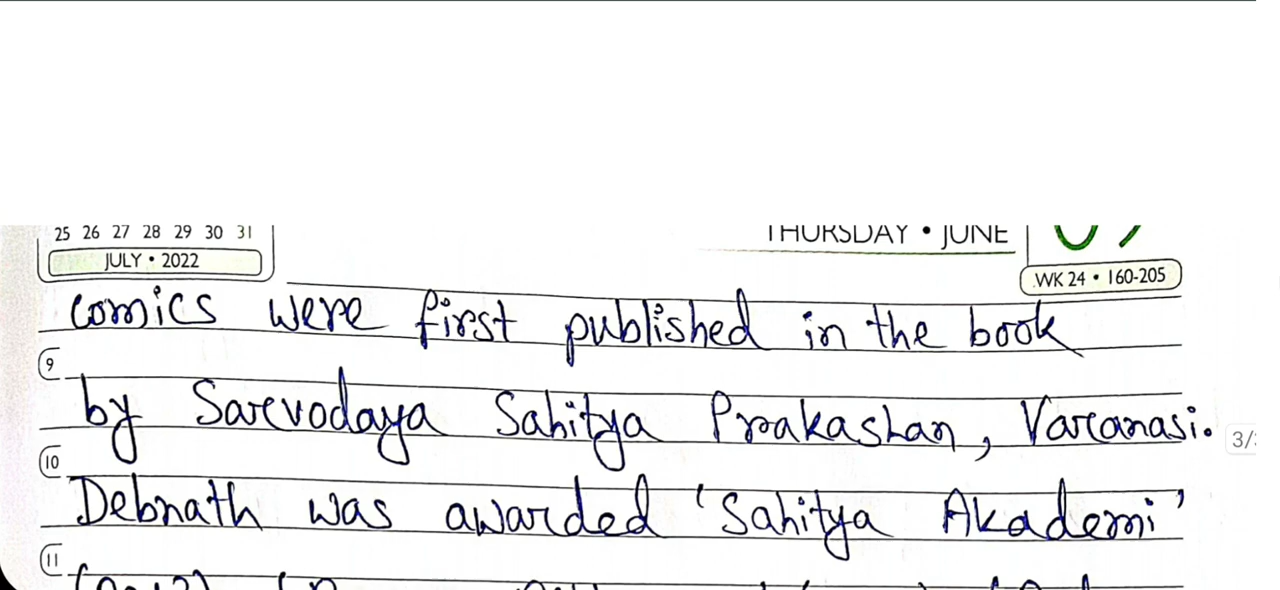 25 26 27 28 29 30 31
JULY • 2022
THURSDAY • JUNE
WK 24 • 160-205
comics were first published in the book
9
by Sarvodaya Sahitya Prakashan, Varanasi.
3/
10
Debnath was awarded 'Sahitya Akademi'
11